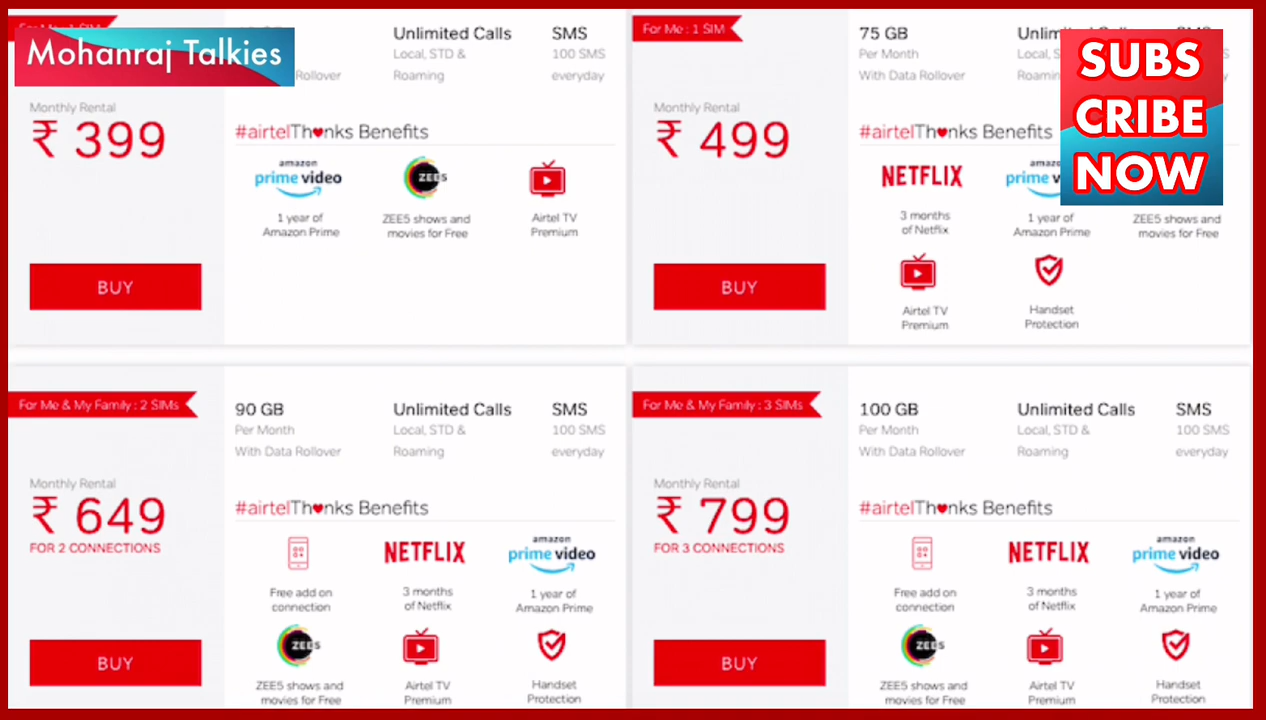 Mohanraj Talkies
Unlimited Calls
Local, STD &
Roaming
SMS
100 SMS
everyday
Rollover
Monthly Rental
₹ 399
#airtelThanks Benefits
amazon
prime video
1 year of
Amazon Prime
ZEE5
ZEE5 shows and
movies for Free
Airtel TV
Premium
BUY
For Me : 1 SIM
75 GB
Per Month
With Data Rollover
SUBS
CRIBE
NOW
Monthly Rental
₹ 499
#airtelThanks Benefits
NETFLIX
3 months
of Netflix
1 year of
Amazon Prime
ZEE5 shows and
movies for Free
Airtel TV
Premium
Handset
Protection
BUY
For Me & My Family : 2 SIMs
90 GB
Per Month
With Data Rollover
Unlimited Calls
Local, STD &
Roaming
SMS
100 SMS
everyday
Monthly Rental
₹ 649
FOR 2 CONNECTIONS
#airtelThanks Benefits
Free add on
connection
NETFLIX
3 months
of Netflix
amazon
prime video
1 year of
Amazon Prime
ZEE5
ZEE5 shows and
movies for Free
Airtel TV
Premium
Handset
Protection
BUY
For Me & My Family : 3 SIMs
100 GB
Per Month
With Data Rollover
Unlimited Calls
Local, STD &
Roaming
SMS
100 SMS
everyday
Monthly Rental
₹ 799
FOR 3 CONNECTIONS
#airtelThanks Benefits
Free add on
connection
NETFLIX
3 months
of Netflix
amazon
prime video
1 year of
Amazon Prime
ZEE5
ZEE5 shows and
movies for Free
Airtel TV
Premium
Handset
Protection
BUY